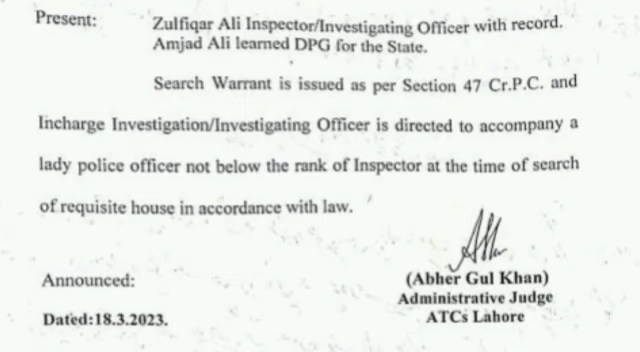 Present: Zulfiqar Ali Inspector/Investigating Officer with record.
Amjad Ali learned DPG for the State.
Search Warrant is issued as per Section 47 Cr.P.C. and
Incharge Investigation/Investigating Officer is directed to accompany a
lady police officer not below the rank of Inspector at the time of search
of requisite house in accordance with law.
Announced:
Dated:18.3.2023.
(Abher Gul Khan)
Administrative Judge
ATCs Lahore